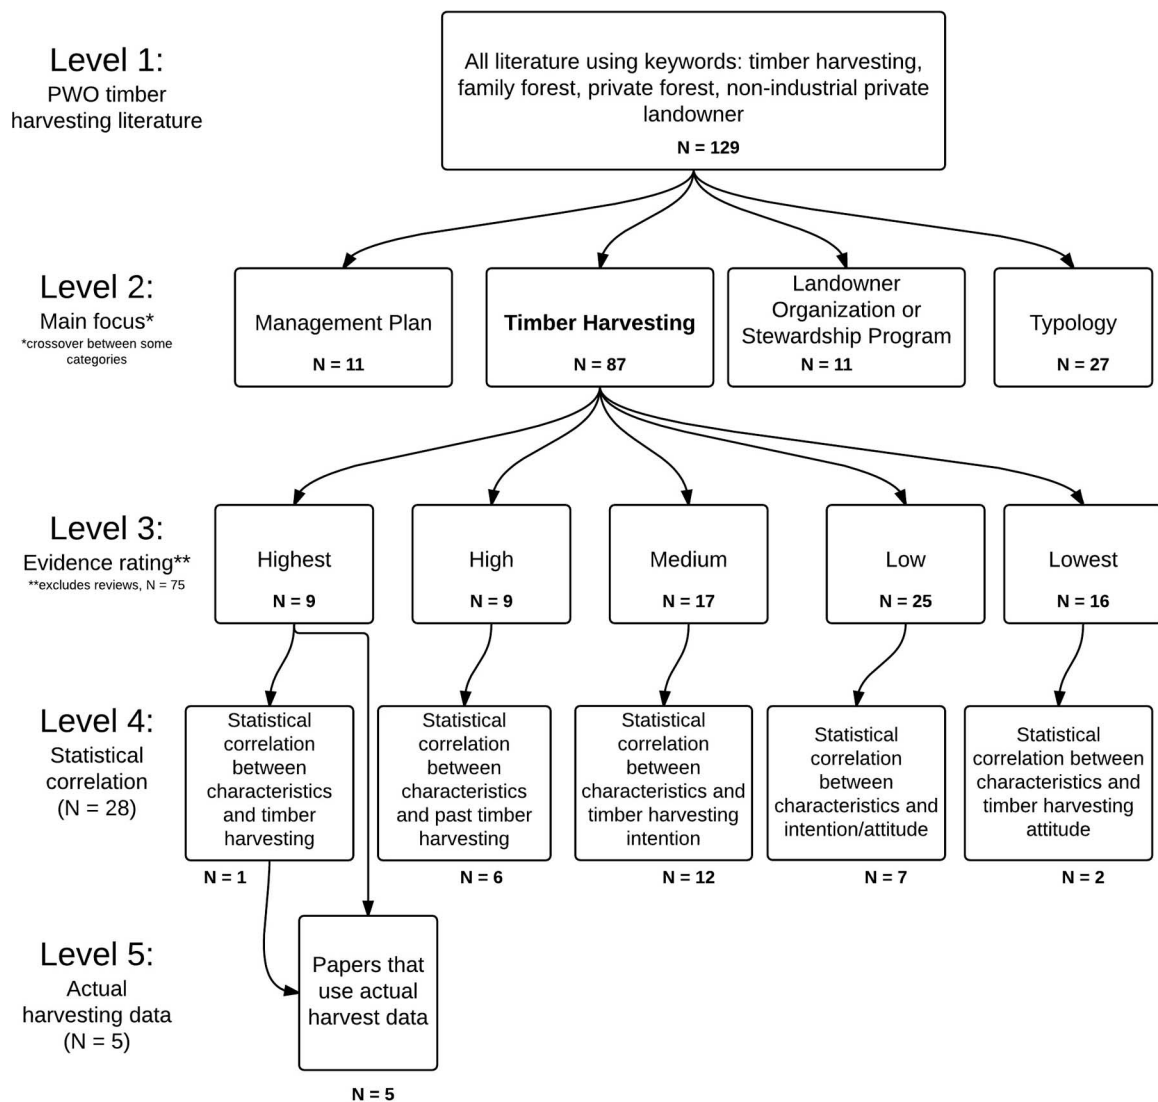 Level 1:
PWO timber
harvesting literature
All literature using keywords: timber harvesting,
family forest, private forest, non-industrial private
landowner
N = 129
Level 2:
Main focus*
*crossover between some
categories
Management Plan
N = 11
Timber Harvesting
N = 87
Landowner
Organization or
Stewardship Program
N = 11
Typology
N = 27
Level 3:
Evidence rating**
**excludes reviews, N = 75
Highest
N = 9
High
N = 9
Medium
N = 17
Low
N = 25
Lowest
N = 16
Level 4:
Statistical
correlation
(N = 28)
Statistical
correlation
between
characteristics
and timber
harvesting
N = 1
Statistical
correlation
between
characteristics
and past timber
harvesting
N = 6
Statistical
correlation
between
characteristics and
timber harvesting
intention
N = 12
Statistical
correlation
between
characteristics and
intention/attitude
N = 7
Statistical
correlation between
characteristics and
timber harvesting
attitude
N = 2
Level 5:
Actual
harvesting data
(N = 5)
Papers that
use actual
harvest data
N = 5